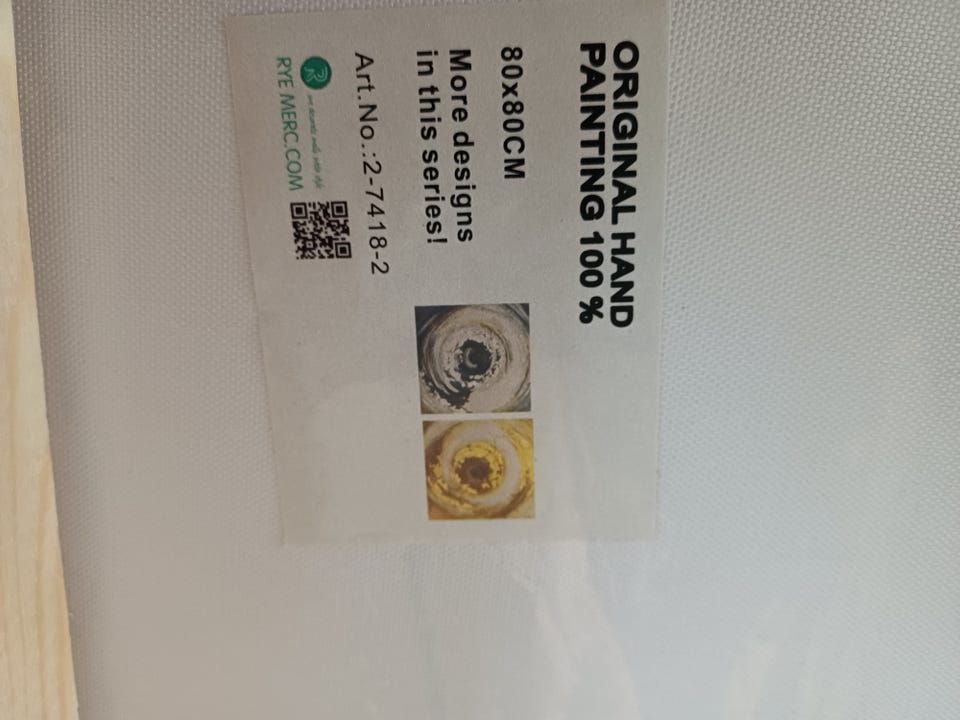 ORIGINAL HAND
PAINTING 100 %
80x80CM
More designs
in this series!
Art.No.:2-7418-2
RYE MERC.COM